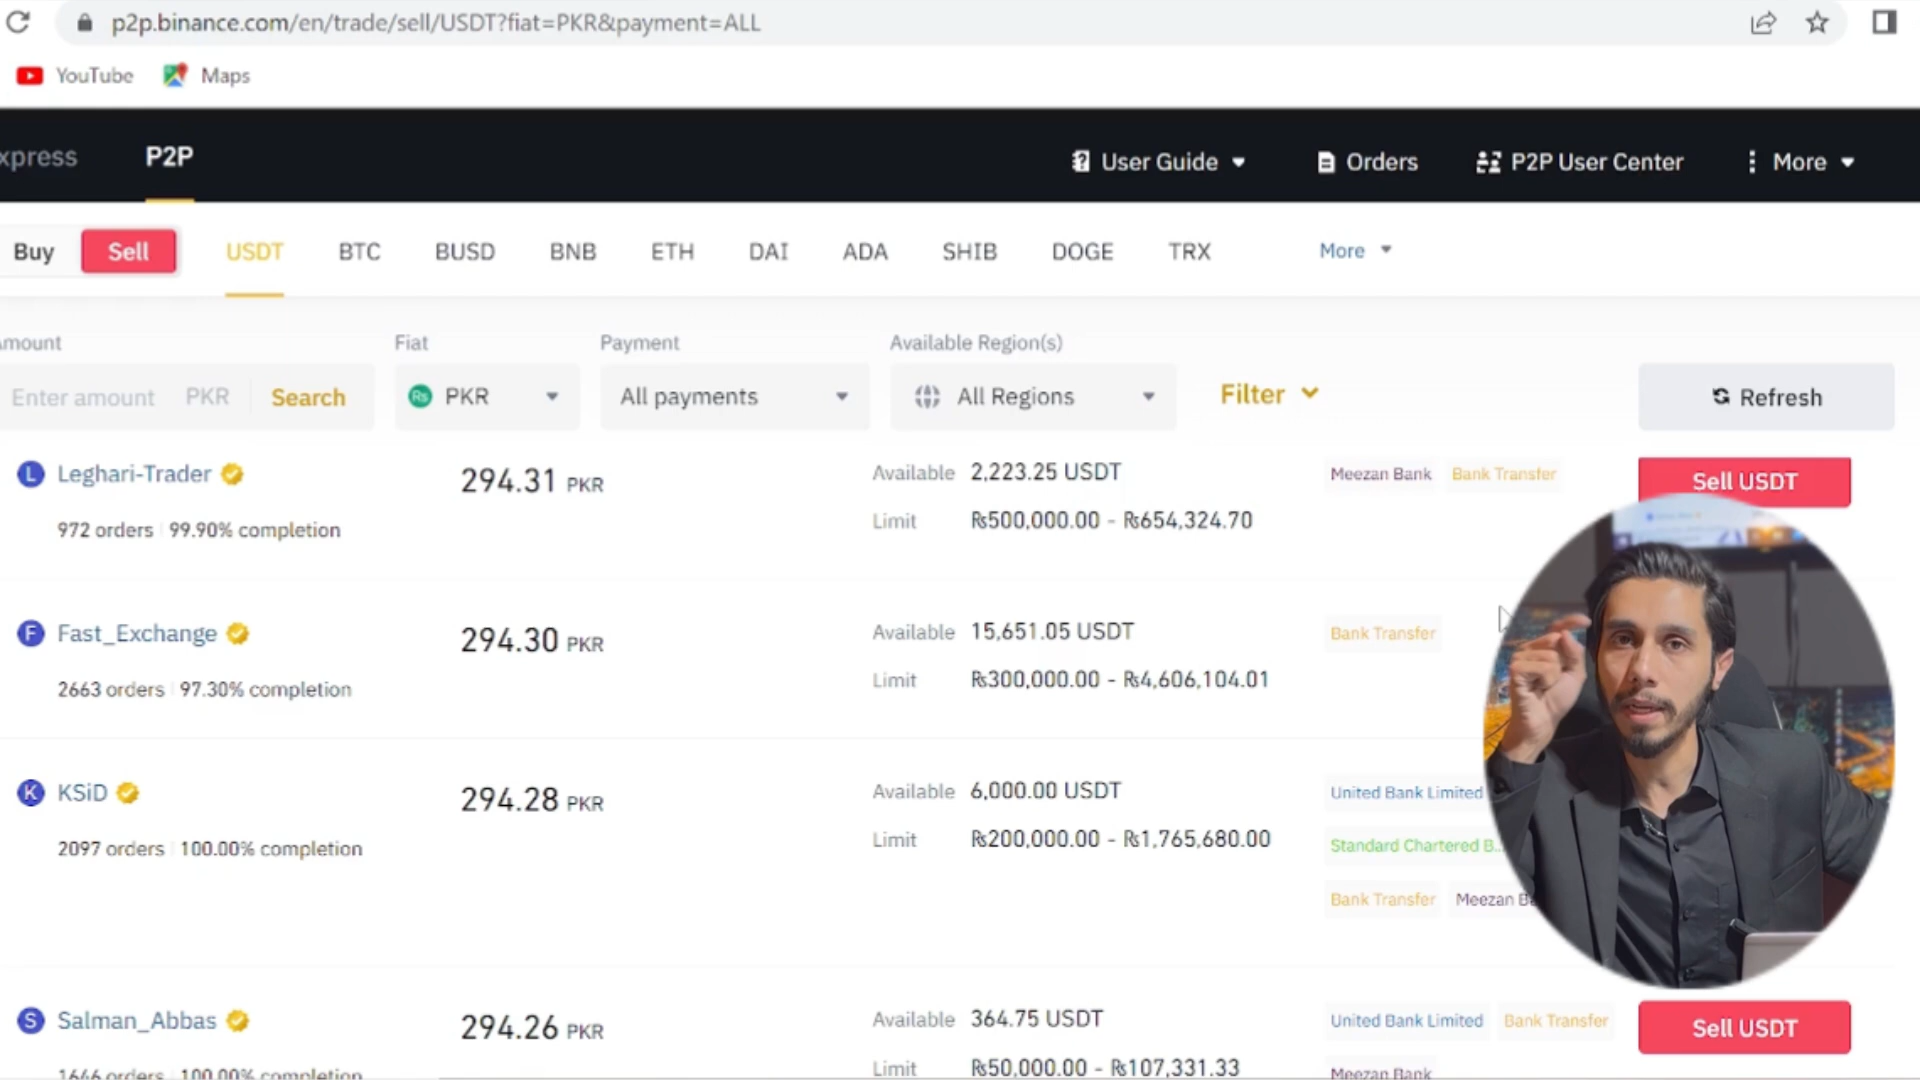 p2p.binance.com/en/trade/sell/USDT?fiat=PKR&payment=ALL
YouTube Maps
xpress P2P User Guide Orders P2P User Center More
Buy Sell USDT BTC BUSD BNB ETH DAI ADA SHIB DOGE TRX More
mount Fiat Payment Available Region(s)
Enter amount PKR Search Rs PKR All payments All Regions Filter Refresh
L Leghari-Trader 294.31 PKR Available 2,223.25 USDT Meezan Bank Bank Transfer Sell USDT
972 orders 99.90% completion Limit ₨500,000.00 - ₨654,324.70
F Fast_Exchange 294.30 PKR Available 15,651.05 USDT Bank Transfer
2663 orders 97.30% completion Limit ₨300,000.00 - ₨4,606,104.01
K KSiD 294.28 PKR Available 6,000.00 USDT United Bank Limited
2097 orders 100.00% completion Limit ₨200,000.00 - ₨1,765,680.00 Standard Chartered B...
Bank Transfer Meezan B
S Salman_Abbas 294.26 PKR Available 364.75 USDT United Bank Limited Bank Transfer Sell USDT
1646 orders 100.00% completion Limit ₨50,000.00 - ₨107,331.33 Meezan Bank